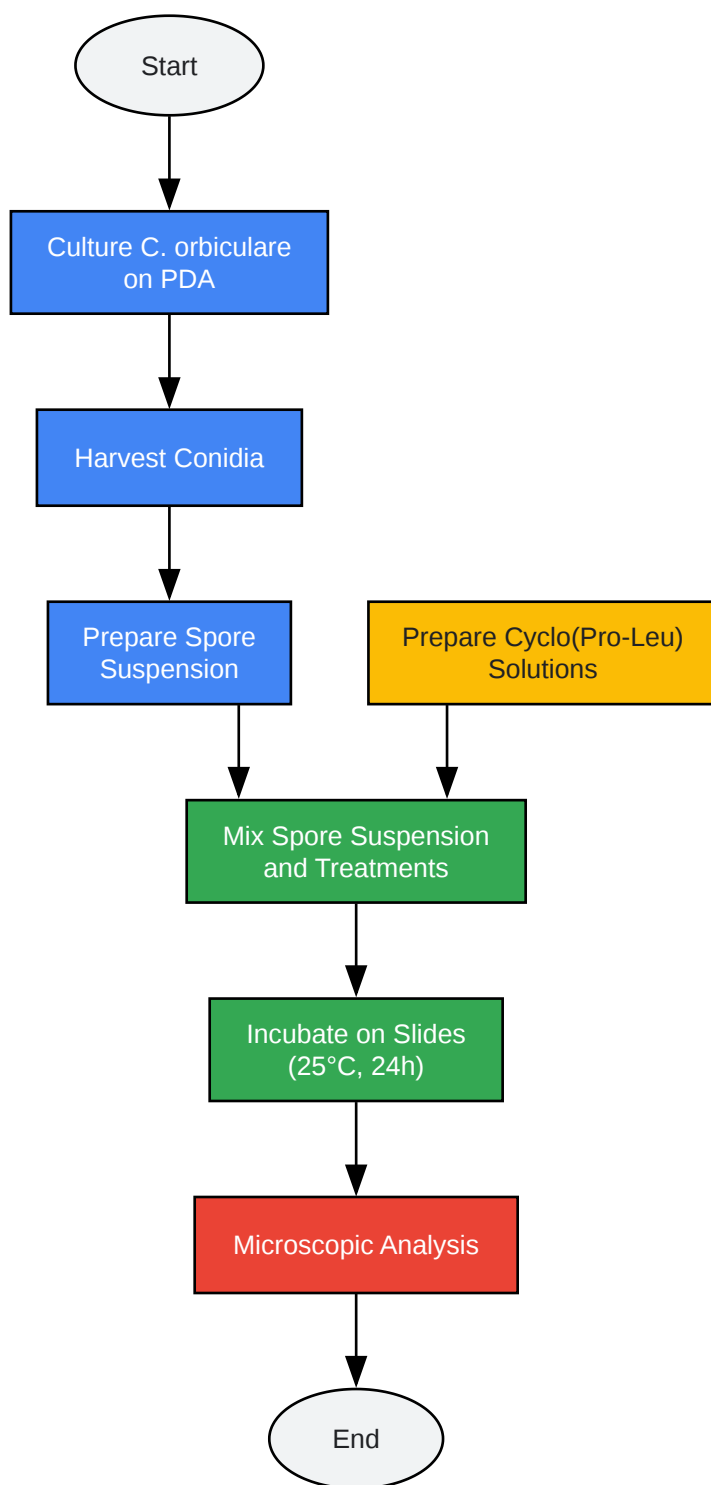 Start
Culture C. orbiculare
on PDA
Harvest Conidia
Prepare Spore
Suspension
Prepare Cyclo(Pro-Leu)
Solutions
Mix Spore Suspension
and Treatments
Incubate on Slides
(25°C, 24h)
Microscopic Analysis
End